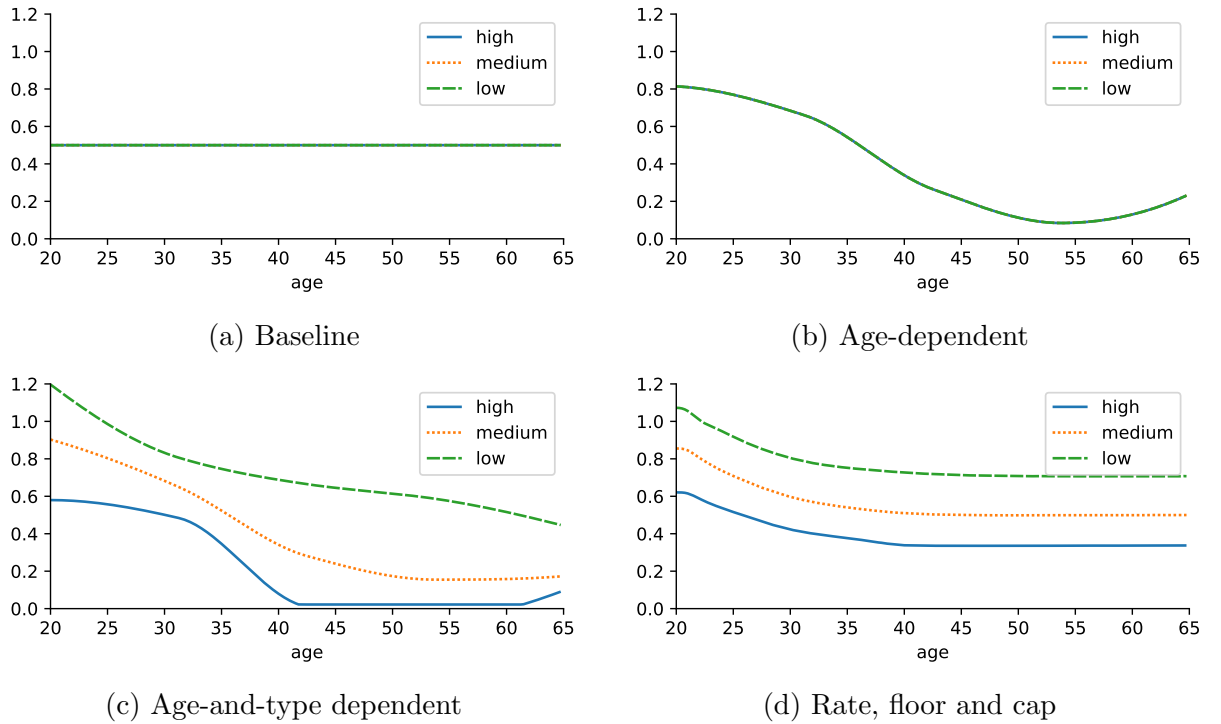 1.2
1.0
0.8
0.6
0.4
0.2
0.0
20 25 30 35 40 45 50 55 60 65
age
high
medium
low
(a) Baseline
1.2
1.0
0.8
0.6
0.4
0.2
0.0
20 25 30 35 40 45 50 55 60 65
age
high
medium
low
(b) Age-dependent
1.2
1.0
0.8
0.6
0.4
0.2
0.0
20 25 30 35 40 45 50 55 60 65
age
high
medium
low
(c) Age-and-type dependent
1.2
1.0
0.8
0.6
0.4
0.2
0.0
20 25 30 35 40 45 50 55 60 65
age
high
medium
low
(d) Rate, floor and cap